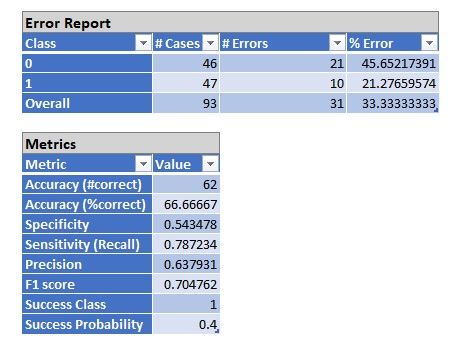 Error Report
Class # Cases # Errors % Error
0 46 21 45.65217391
1 47 10 21.27659574
Overall 93 31 33.33333333
Metrics
Metric Value
Accuracy (#correct) 62
Accuracy (%correct) 66.66667
Specificity 0.543478
Sensitivity (Recall) 0.787234
Precision 0.637931
F1 score 0.704762
Success Class 1
Success Probability 0.4